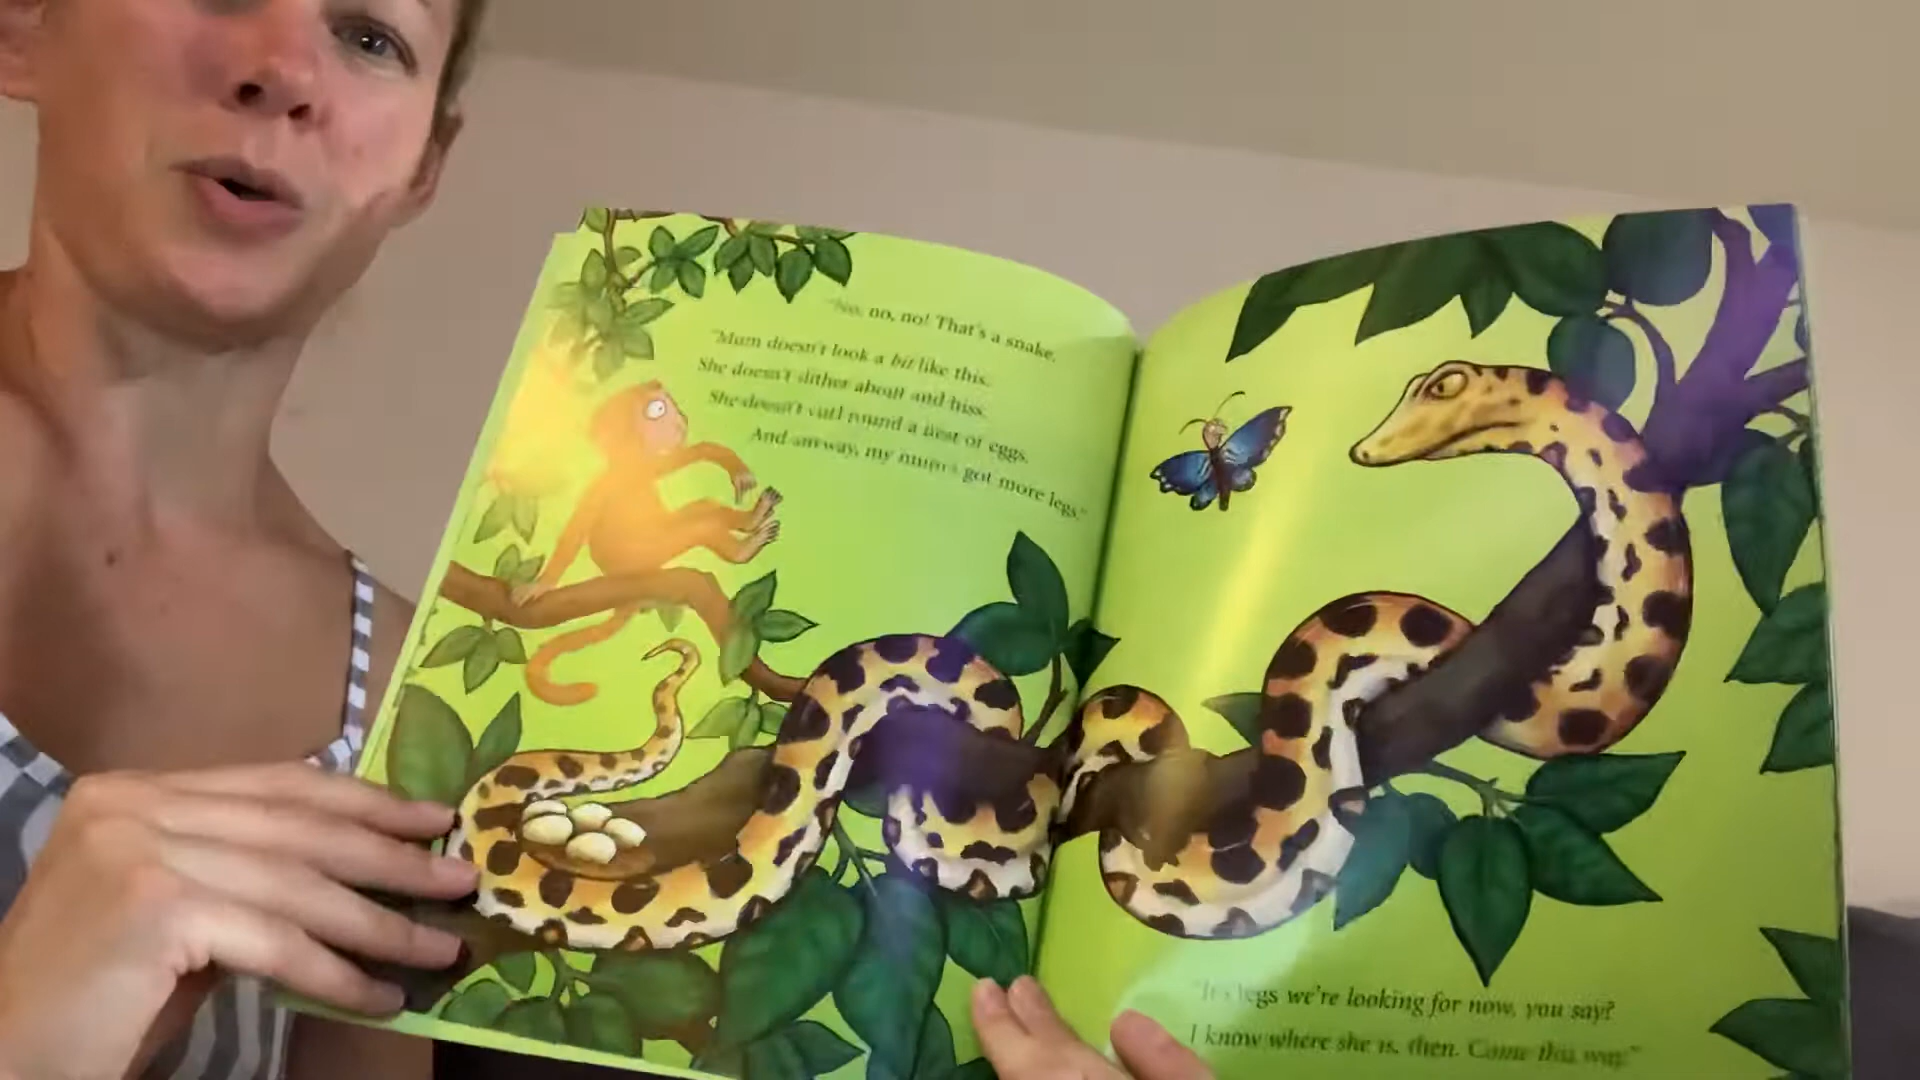 "No, no, no! That's a snake.
"Mum doesn't look a bit like this.
She doesn't slither about and hiss.
She doesn't curl round a nest of eggs.
And anyway, my mum's got more legs."
"It's legs we're looking for now, you say?
I know where she is, then. Come this way."